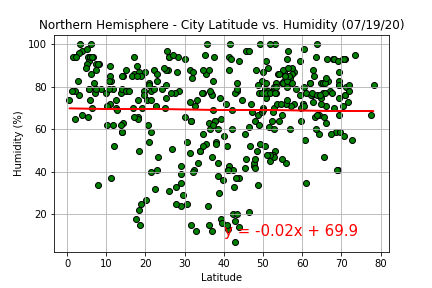 Northern Hemisphere - City Latitude vs. Humidity (07/19/20)
100
80
60
40
20
Humidity (%)
y = -0.02x + 69.9
0 10 20 30 40 50 60 70 80
Latitude